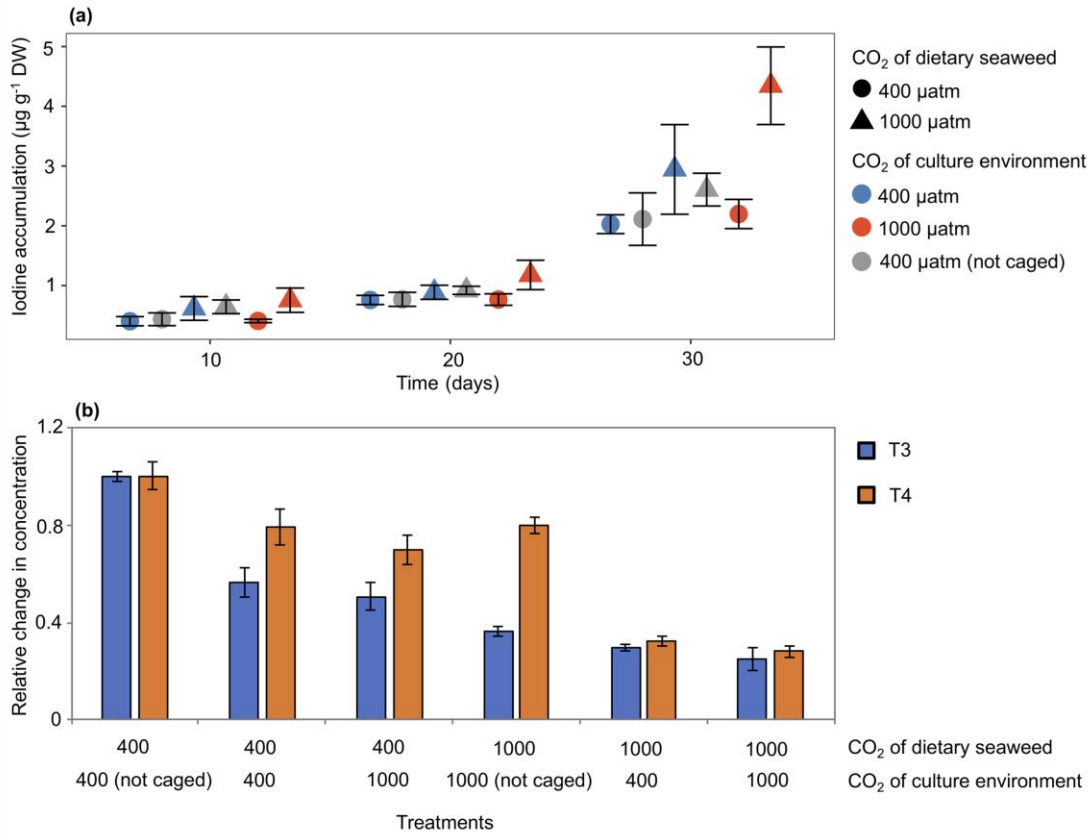 (a)
Iodine accumulation (µg g⁻¹ DW)
5
4
3
2
1
10
20
30
Time (days)
CO₂ of dietary seaweed
400 µatm
1000 µatm
CO₂ of culture environment
400 µatm
1000 µatm
400 µatm (not caged)
(b)
Relative change in concentration
1.2
0.8
0.4
0
T3
T4
400 400 400 1000 1000 1000 CO₂ of dietary seaweed
400 (not caged) 400 1000 1000 (not caged) 400 1000 CO₂ of culture environment
Treatments